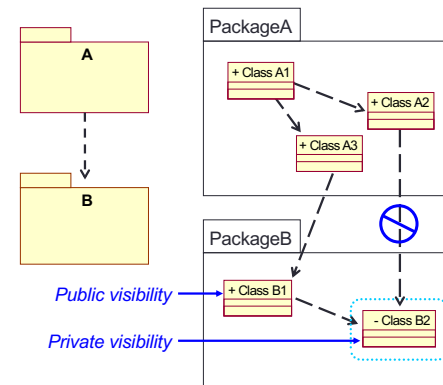 A
B
PackageA
+ Class A1
+ Class A2
+ Class A3
PackageB
Public visibility
+ Class B1
- Class B2
Private visibility